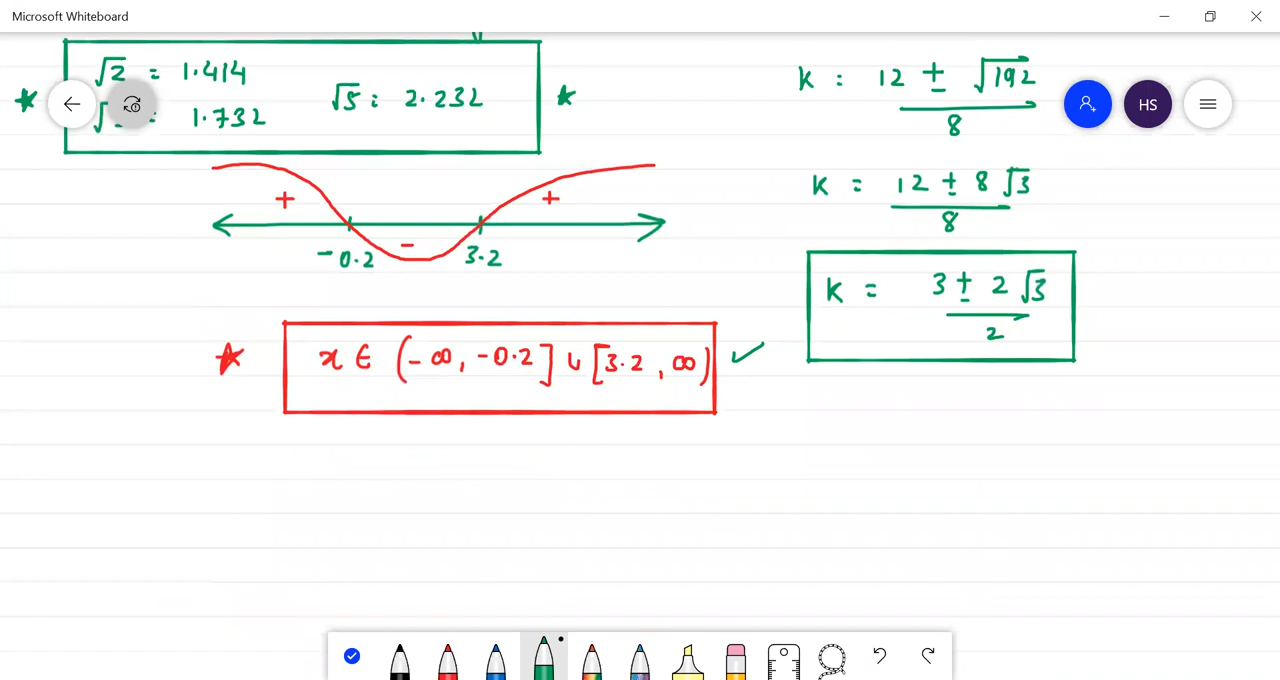 Microsoft Whiteboard
√2 = 1.414
√5 = 2.232
= 1.732
+ - +
-0.2 3.2
x ∈ (-∞, -0.2] ∪ [3.2, ∞) ✓
K = 12 ± √192
8
K = 12 ± 8√3
8
K = 3 ± 2√3
2
HS